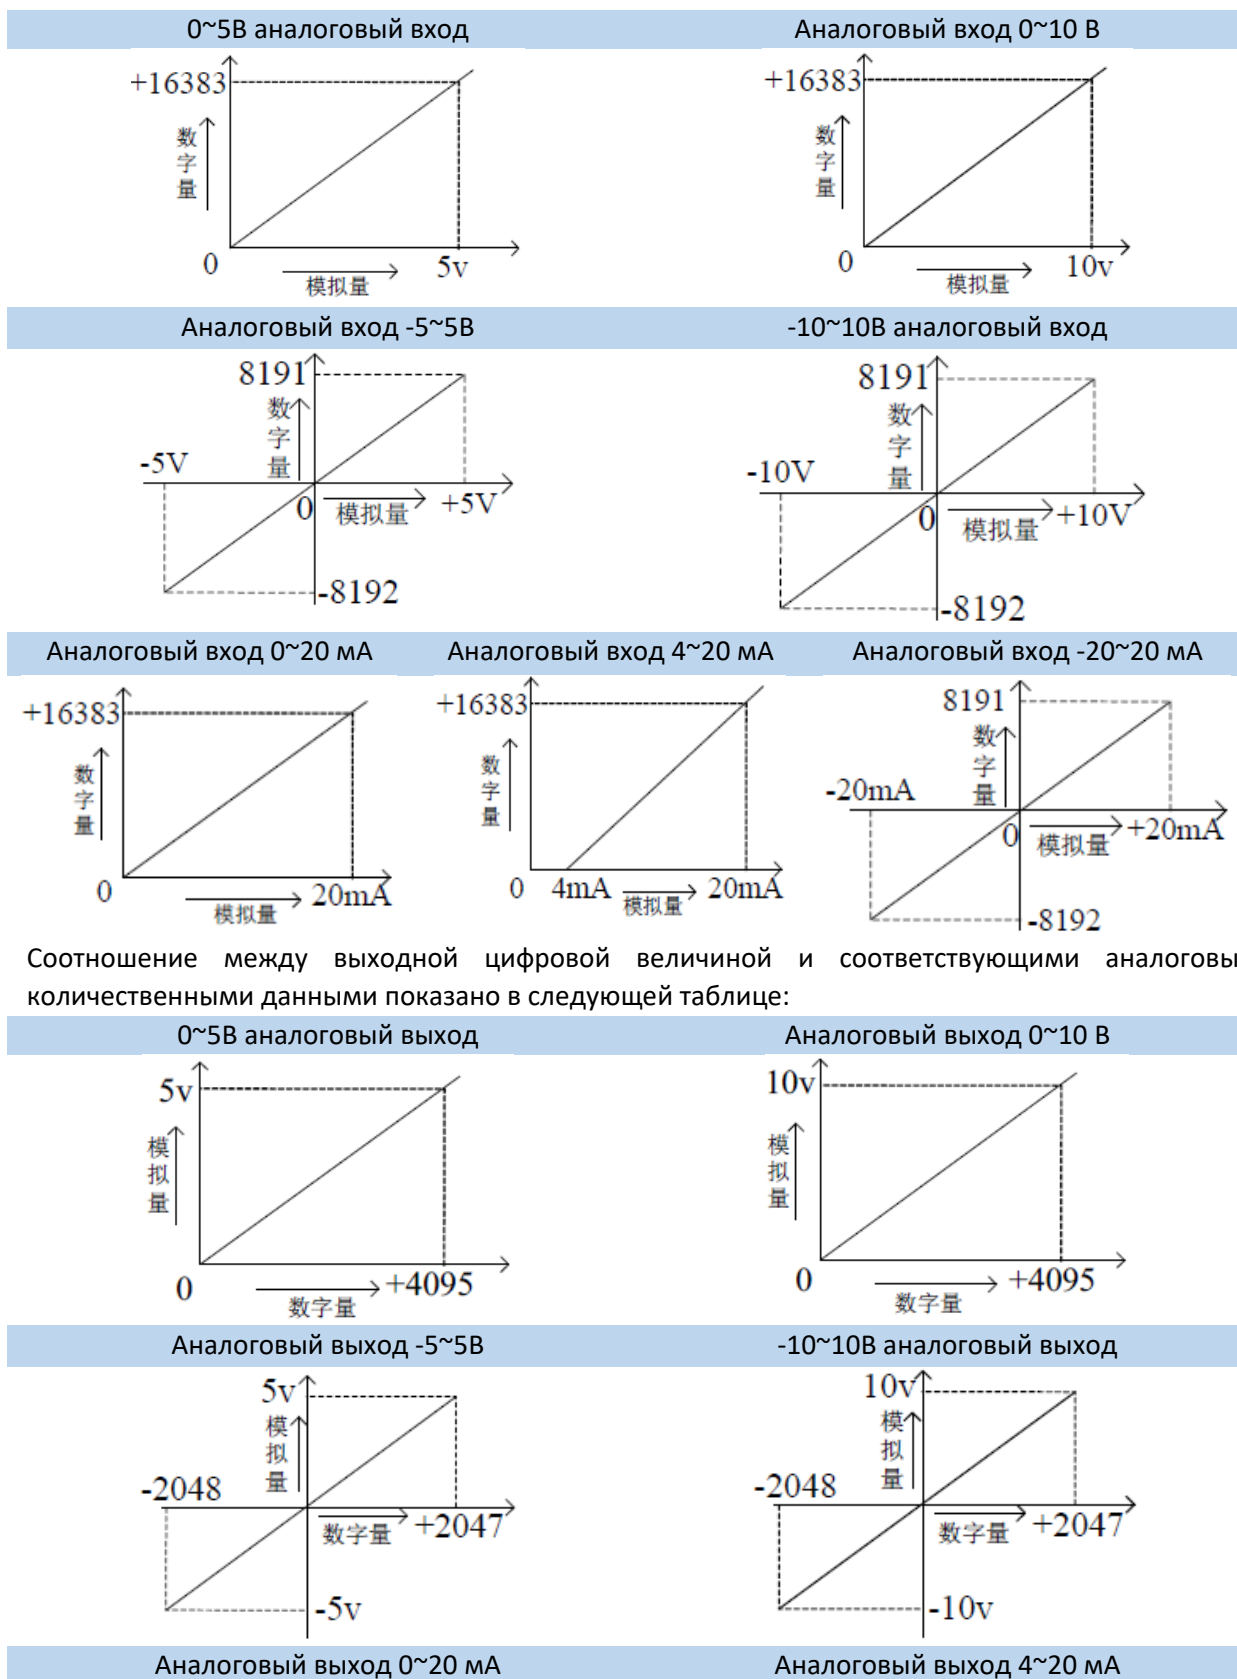 0~5В аналоговый вход
Аналоговый вход 0~10 В
+16383
数字量
0
模拟量
5v
+16383
数字量
0
模拟量
10v
Аналоговый вход -5~5В
-10~10В аналоговый вход
8191
数字量
-5V
0
模拟量
+5V
-8192
8191
数字量
-10V
0
模拟量
+10V
-8192
Аналоговый вход 0~20 мА
Аналоговый вход 4~20 мА
Аналоговый вход -20~20 мА
+16383
数字量
0
模拟量
20mA
+16383
数字量
0
4mA
模拟量
20mA
8191
数字量
-20mA
0
模拟量
+20mA
-8192
Соотношение между выходной цифровой величиной и соответствующими аналоговы
количественными данными показано в следующей таблице:
0~5В аналоговый выход
Аналоговый выход 0~10 В
5v
模拟量
0
数字量
+4095
10v
模拟量
0
数字量
+4095
Аналоговый выход -5~5В
-10~10В аналоговый выход
5v
模拟量
-2048
数字量
+2047
-5v
10v
模拟量
-2048
数字量
+2047
-10v
Аналоговый выход 0~20 мА
Аналоговый выход 4~20 мА